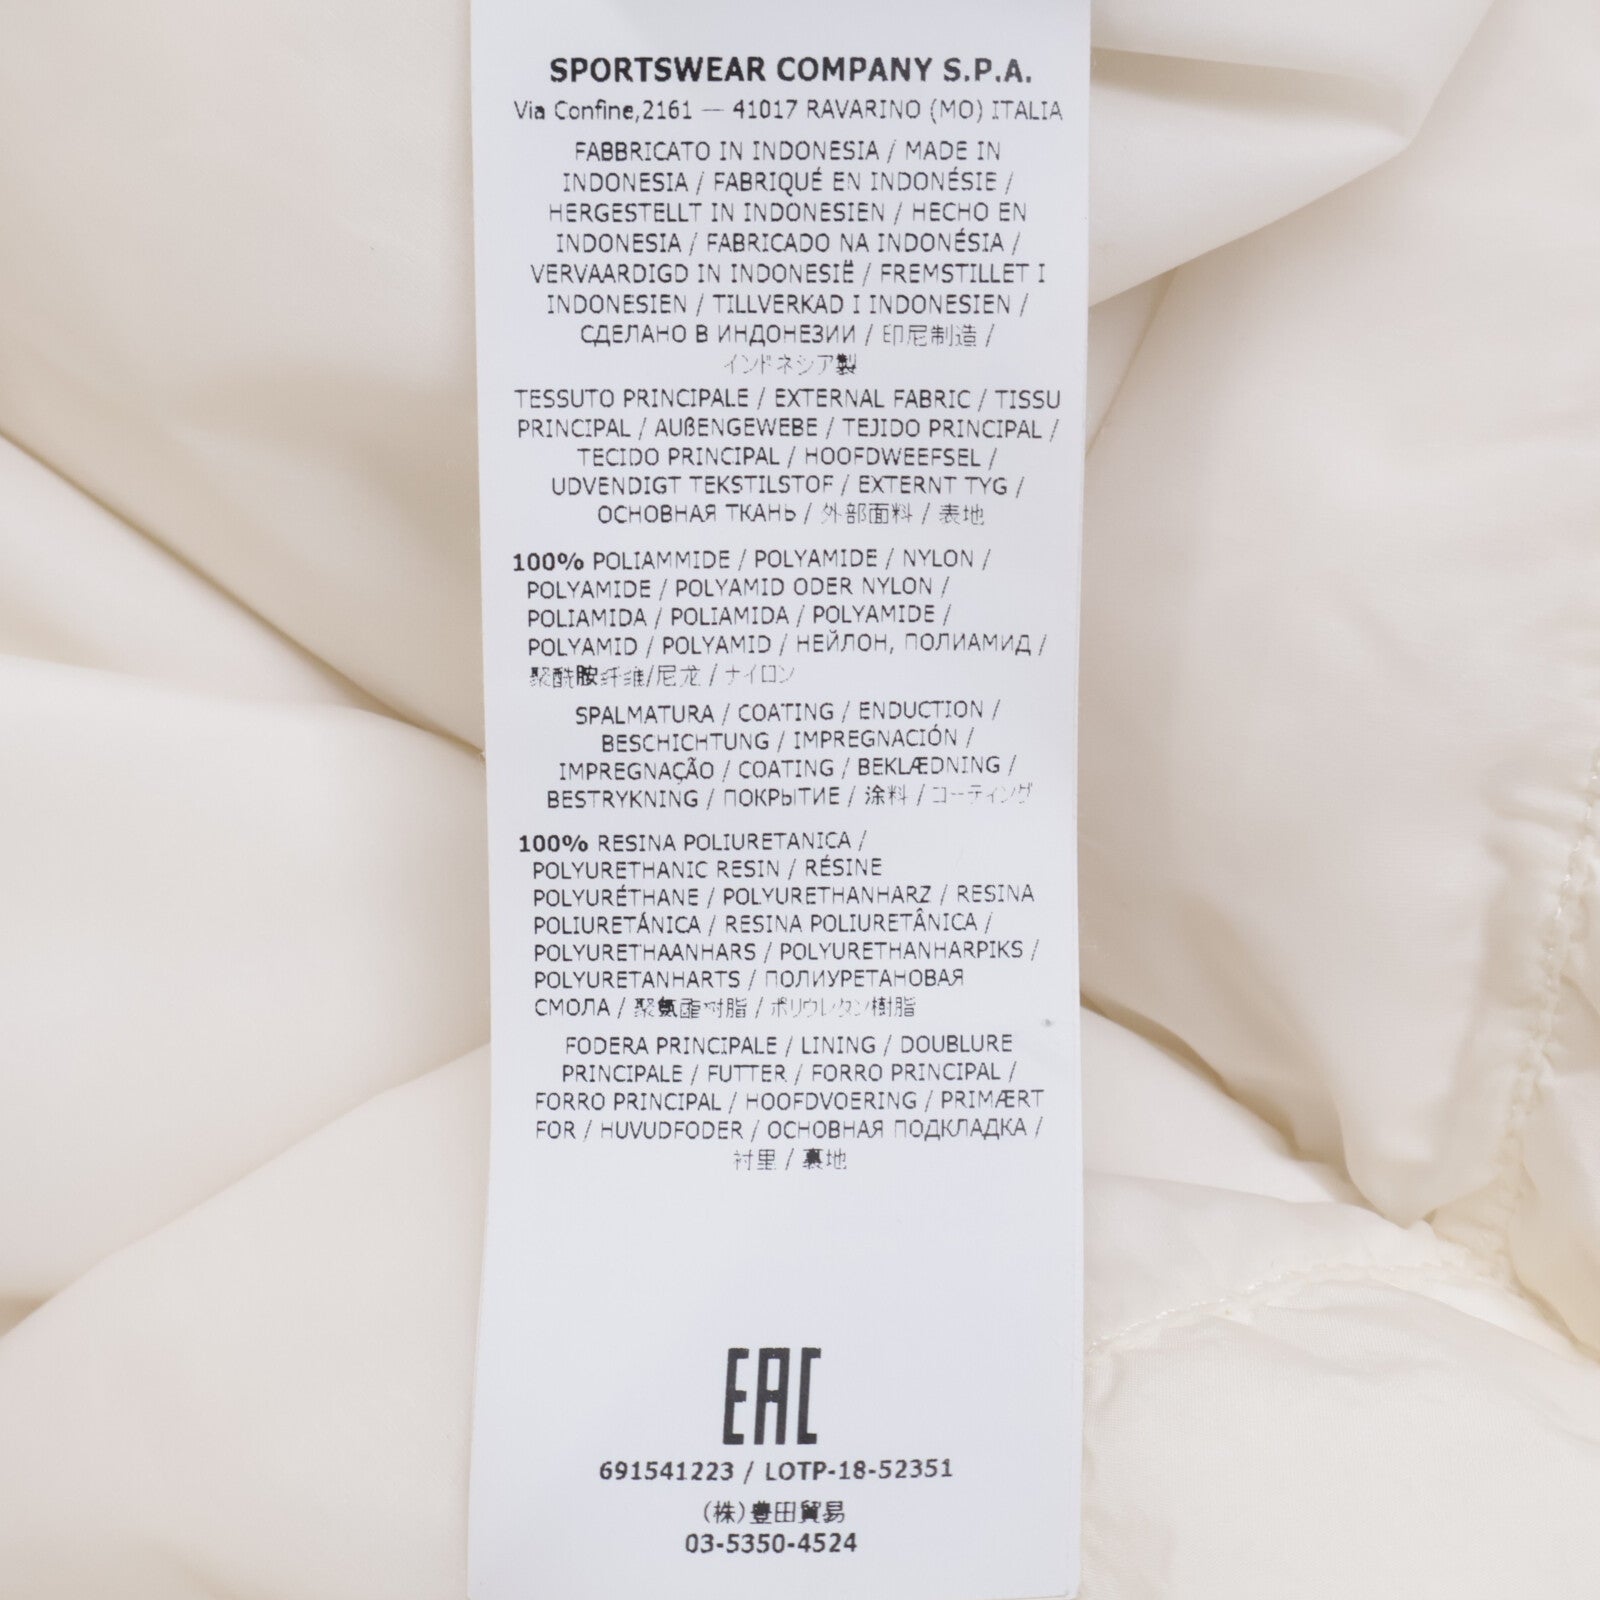 SPORTSWEAR COMPANY S.P.A.
Via Confine,2161 — 41017 RAVARINO (MO) ITALIA
FABBRICATO IN INDONESIA / MADE IN
INDONESIA / FABRIQUÉ EN INDONÉSIE /
HERGESTELLT IN INDONESIEN / HECHO EN
INDONESIA / FABRICADO NA INDONÉSIA /
VERVAARDIGD IN INDONESIË / FREMSTILLET I
INDONESIEN / TILLVERKAD I INDONESIEN /
СДЕЛАНО В ИНДОНЕЗИИ / 印尼制造 /
インドネシア製
TESSUTO PRINCIPALE / EXTERNAL FABRIC / TISSU
PRINCIPAL / AUßENGEWEBE / TEJIDO PRINCIPAL /
TECIDO PRINCIPAL / HOOFDWEEFSEL /
UDVENDIGT TEKSTILSTOF / EXTERNT TYG /
ОСНОВНАЯ ТКАНЬ / 外部面料 / 表地
100% POLIAMMIDE / POLYAMIDE / NYLON /
POLYAMIDE / POLYAMID ODER NYLON /
POLIAMIDA / POLIAMIDA / POLYAMIDE /
POLYAMID / POLYAMID / НЕЙЛОН, ПОЛИАМИД /
聚酰胺纤维/尼龙 / ナイロン
SPALMATURA / COATING / ENDUCTION /
BESCHICHTUNG / IMPREGNACIÓN /
IMPREGNAÇÃO / COATING / BEKLÆDNING /
BESTRYKNING / ПОКРЫТИЕ / 涂料 / コーティング
100% RESINA POLIURETANICA /
POLYURETHANIC RESIN / RÉSINE
POLYURÉTHANE / POLYURETHANHARZ / RESINA
POLIURETÁNICA / RESINA POLIURETÂNICA /
POLYURETHAANHARS / POLYURETHANHARPIKS /
POLYURETANHARTS / ПОЛИУРЕТАНОВАЯ
СМОЛА / 聚氨酯树脂 / ポリウレタン樹脂
FODERA PRINCIPALE / LINING / DOUBLURE
PRINCIPALE / FUTTER / FORRO PRINCIPAL /
FORRO PRINCIPAL / HOOFDVOERING / PRIMÆRT
FOR / HUVUDFODER / ОСНОВНАЯ ПОДКЛАДКА /
衬里 / 裏地
EAC
691541223 / LOTP-18-52351
(株)豊田貿易
03-5350-4524